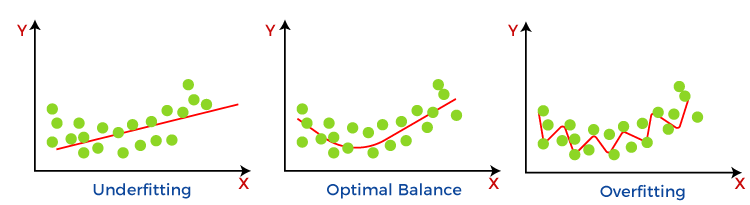 Y
X
Underfitting
Y
X
Optimal Balance
Y
X
Overfitting